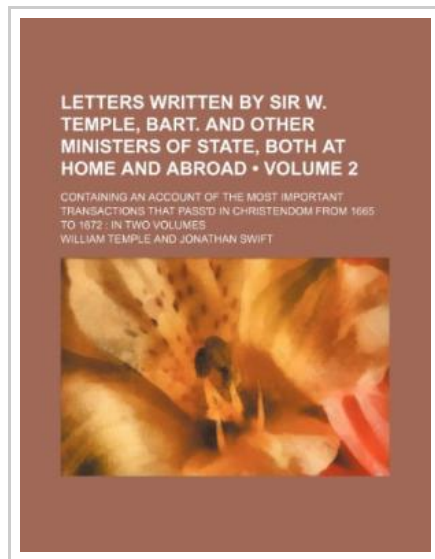 LETTERS WRITTEN BY SIR W.
TEMPLE, BART. AND OTHER
MINISTERS OF STATE, BOTH AT
HOME AND ABROAD • VOLUME 2
CONTAINING AN ACCOUNT OF THE MOST IMPORTANT
TRANSACTIONS THAT PASS'D IN CHRISTENDOM FROM 1665
TO 1672 : IN TWO VOLUMES
WILLIAM TEMPLE AND JONATHAN SWIFT